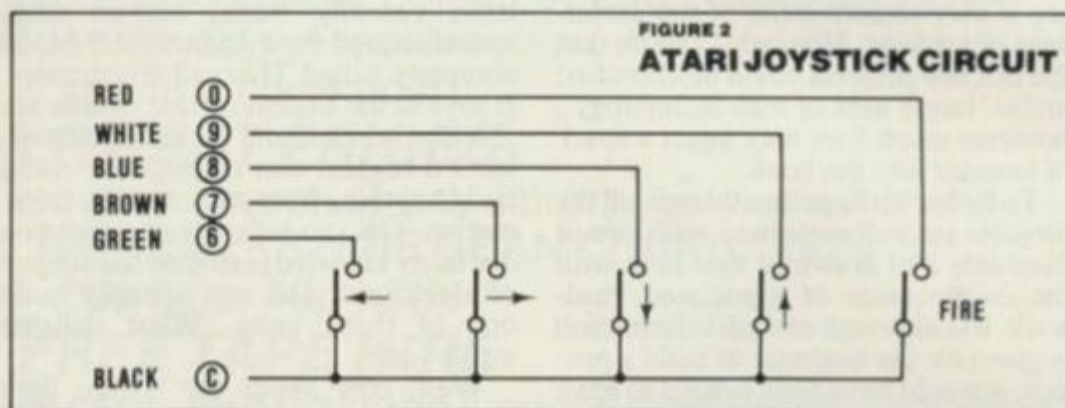 FIGURE 2
ATARI JOYSTICK CIRCUIT
RED 0
WHITE 9
BLUE 8
BROWN 7
GREEN 6
FIRE
BLACK C